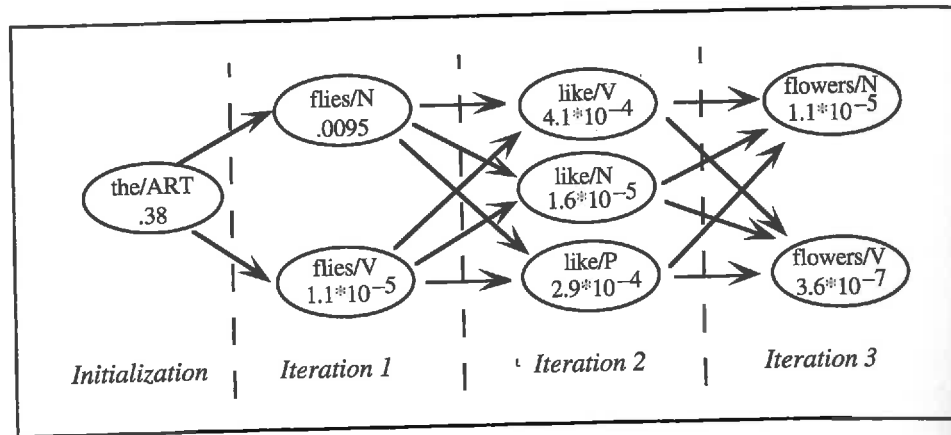 the/ART
.38
flies/N
.0095
flies/V
1.1*10–5
like/V
4.1*10–4
like/N
1.6*10–5
like/P
2.9*10–4
flowers/N
1.1*10–5
flowers/V
3.6*10–7
Initialization
Iteration 1
Iteration 2
Iteration 3